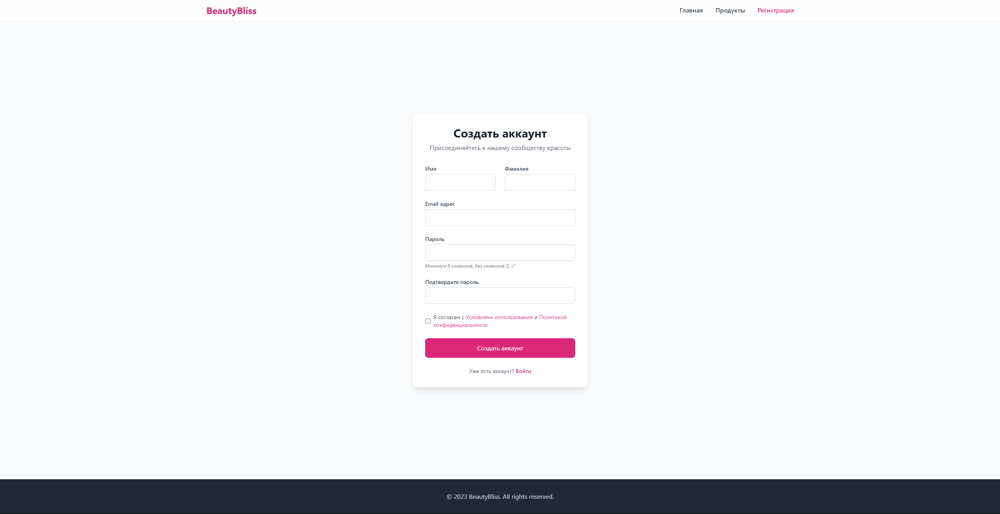 BeautyBliss
Главная Продукты Регистрация
Создать аккаунт
Присоединяйтесь к нашему сообществу красоты
Имя Фамилия
Email адрес
Пароль
Минимум 8 символов, без символов (), .:;"
Подтвердите пароль
Я согласен с Условиями использования и Политикой
конфиденциальности
Создать аккаунт
Уже есть аккаунт? Войти
© 2023 BeautyBliss. All rights reserved.